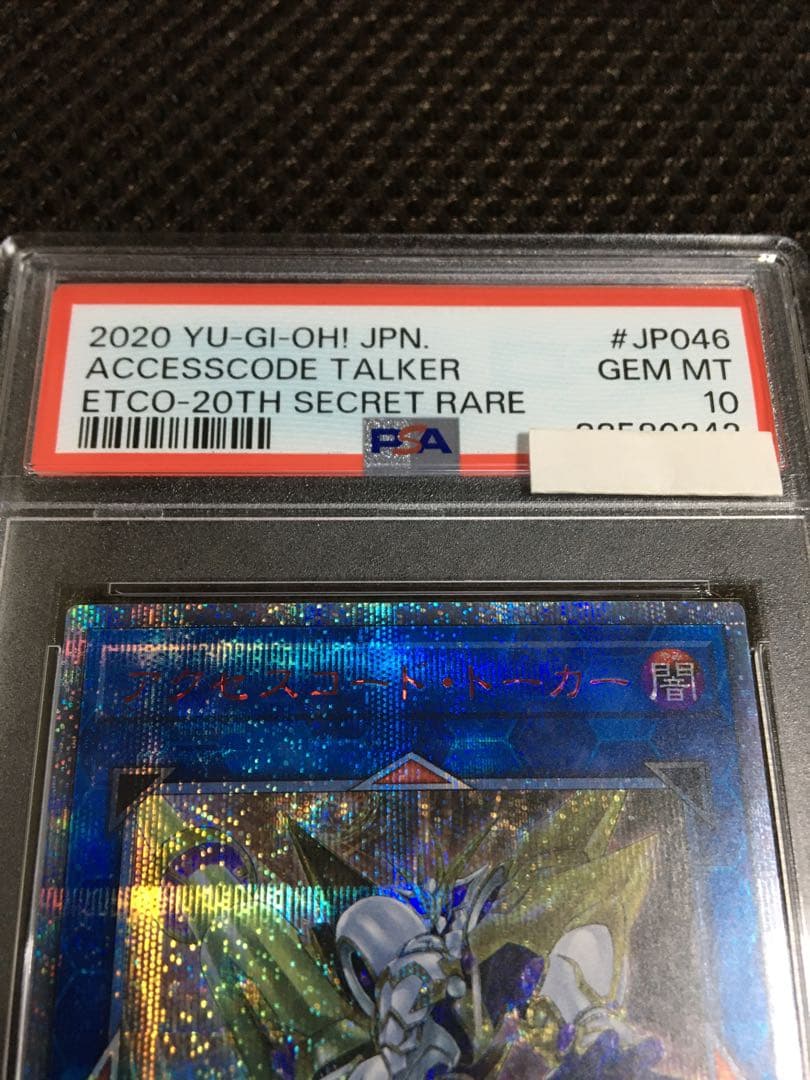 2020 YU-GI-OH! JPN. #JP046
ACCESSCODE TALKER GEM MT
ETCO-20TH SECRET RARE 10
PSA
アクセスコード・トーカー 闇